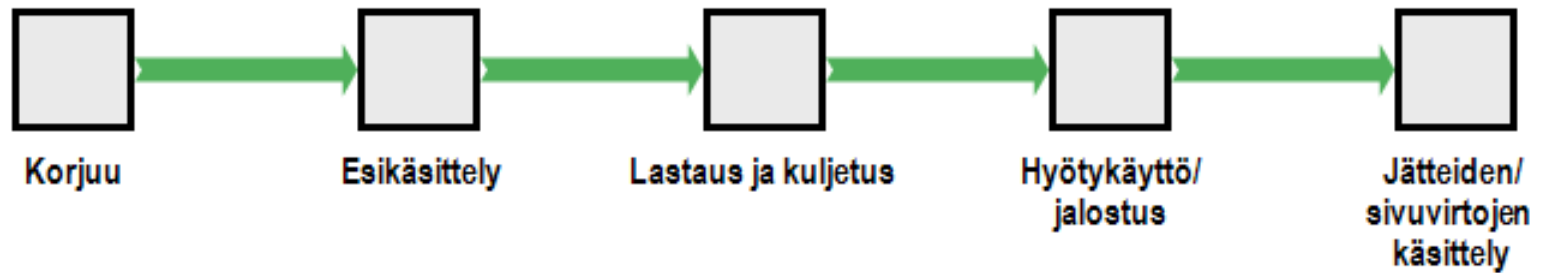 Korjuu
Esikäsittely
Lastaus ja kuljetus
Hyötykäyttö/
jalostus
Jätteiden/
sivuvirtojen
käsittely